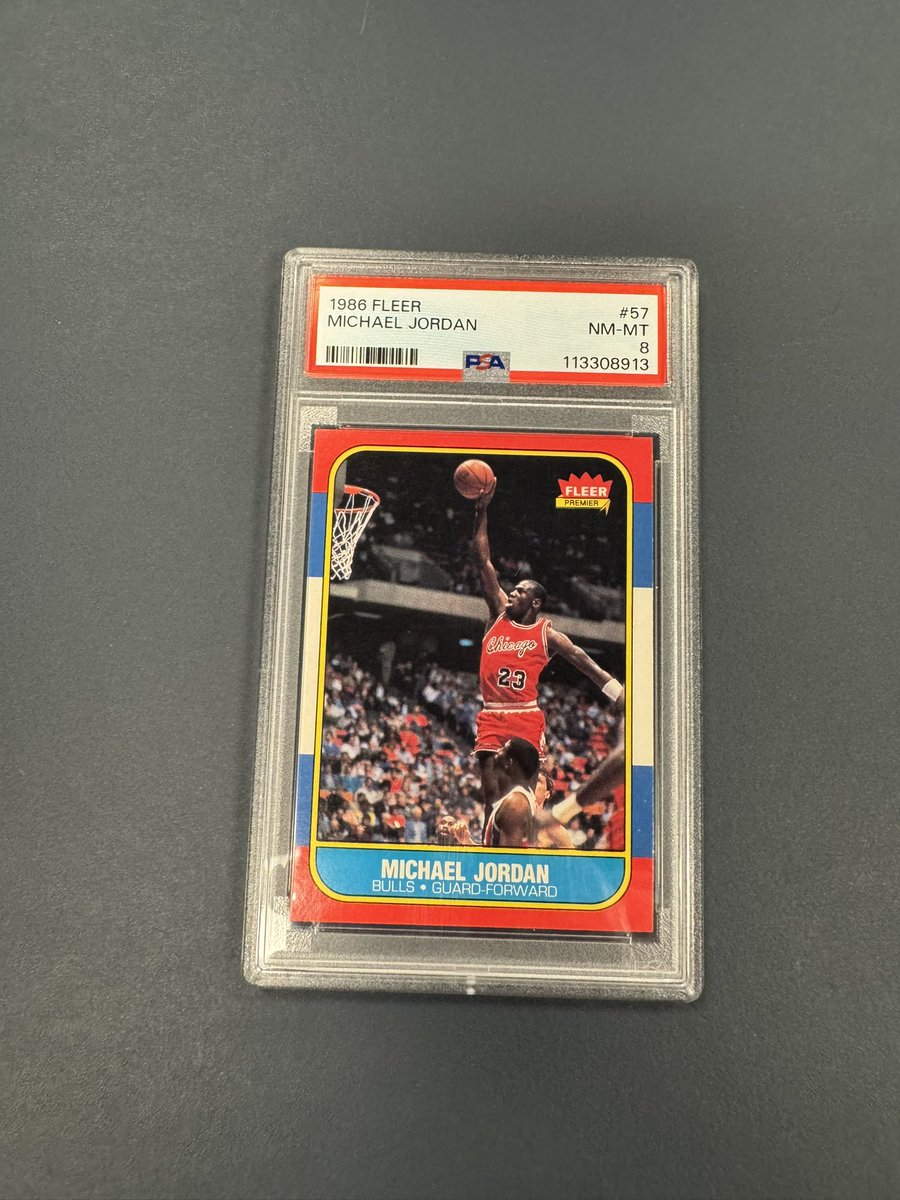 1986 FLEER
#57
MICHAEL JORDAN
NM-MT
8
PSA
113308913
FLEER
PREMIER
Chicago
23
MICHAEL JORDAN
BULLS • GUARD-FORWARD